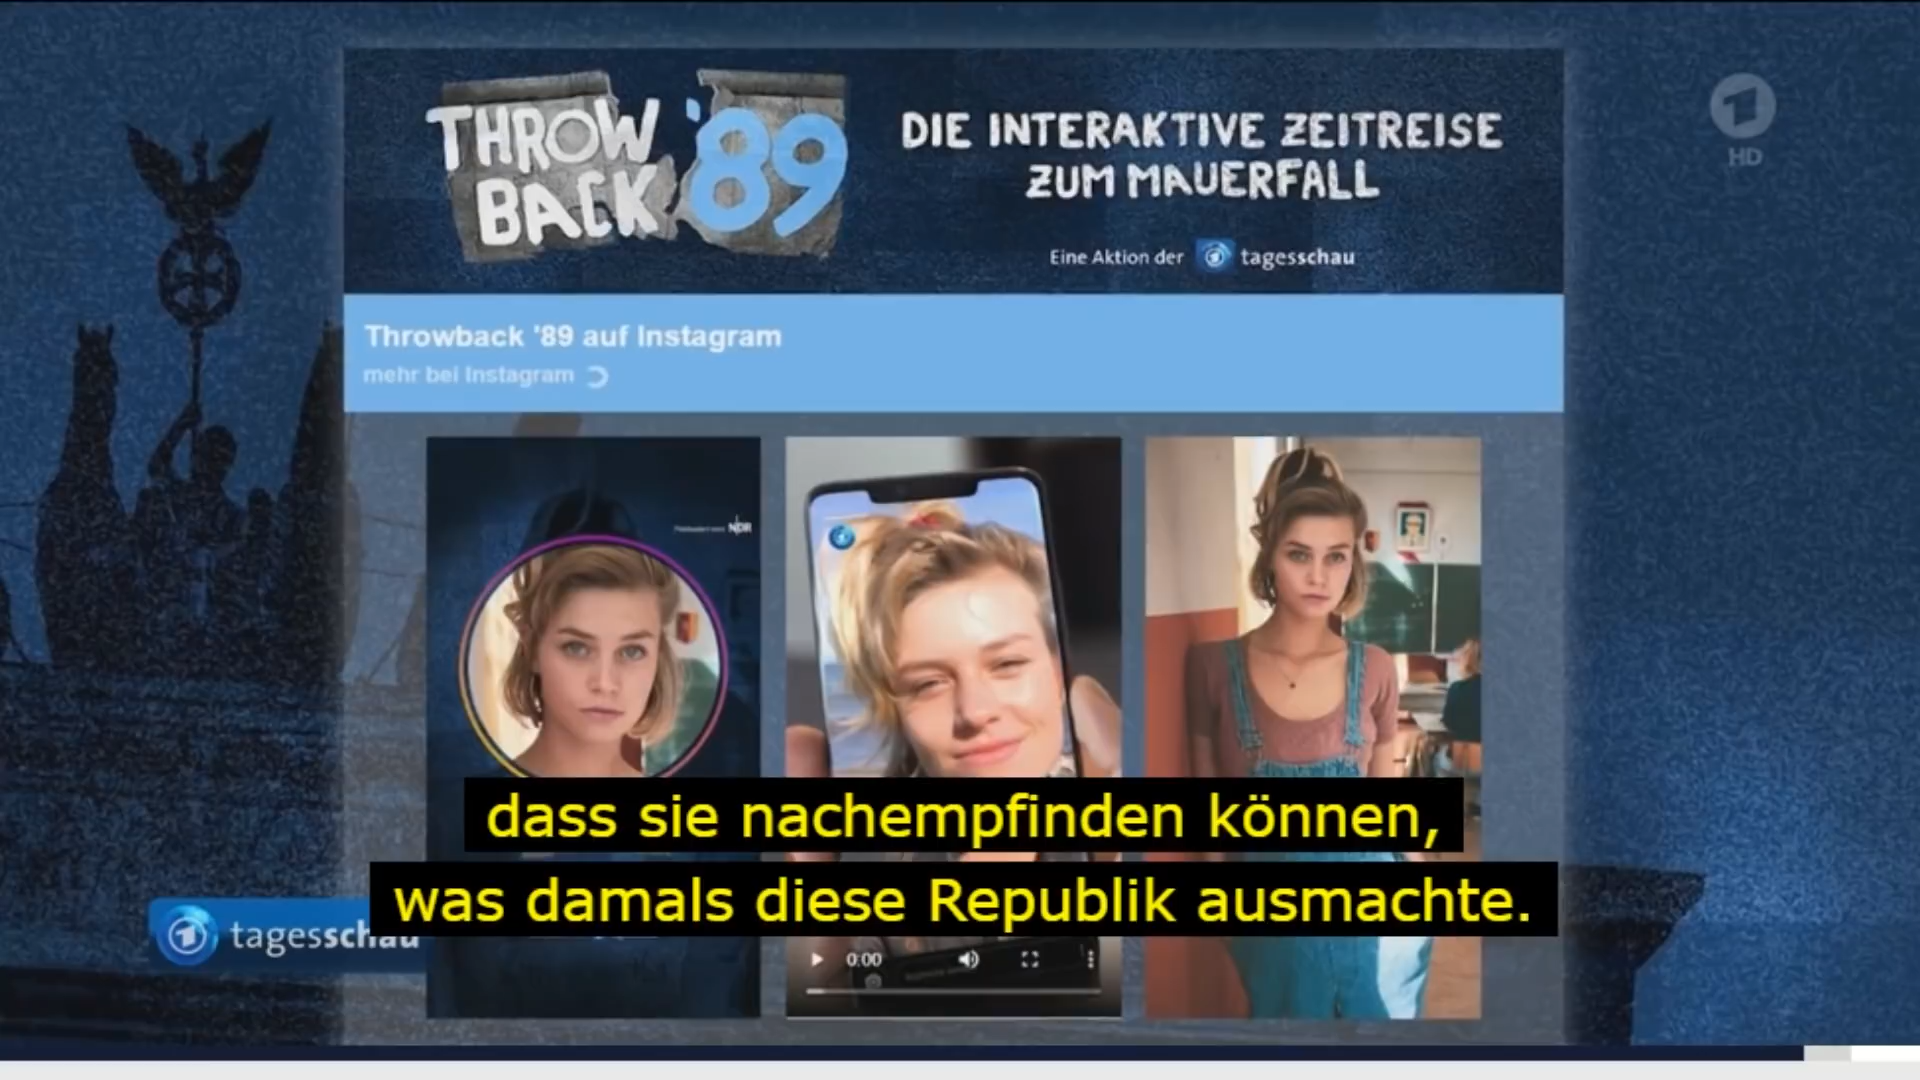 THROW BACK '89
DIE INTERAKTIVE ZEITREISE
ZUM MAUERFALL
HD
Eine Aktion der tagesschau
Throwback '89 auf Instagram
mehr bei Instagram
NDR
dass sie nachempfinden können,
was damals diese Republik ausmachte.
tagesschau
0:00